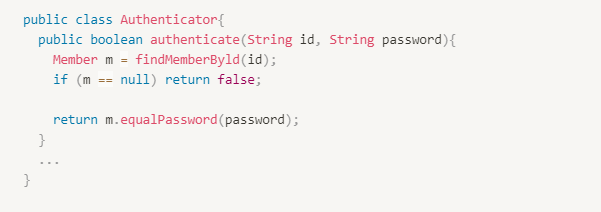 public class Authenticator{
public boolean authenticate(String id, String password){
Member m = findMemberByld(id);
if (m == null) return false;
return m.equalPassword(password);
}
...
}